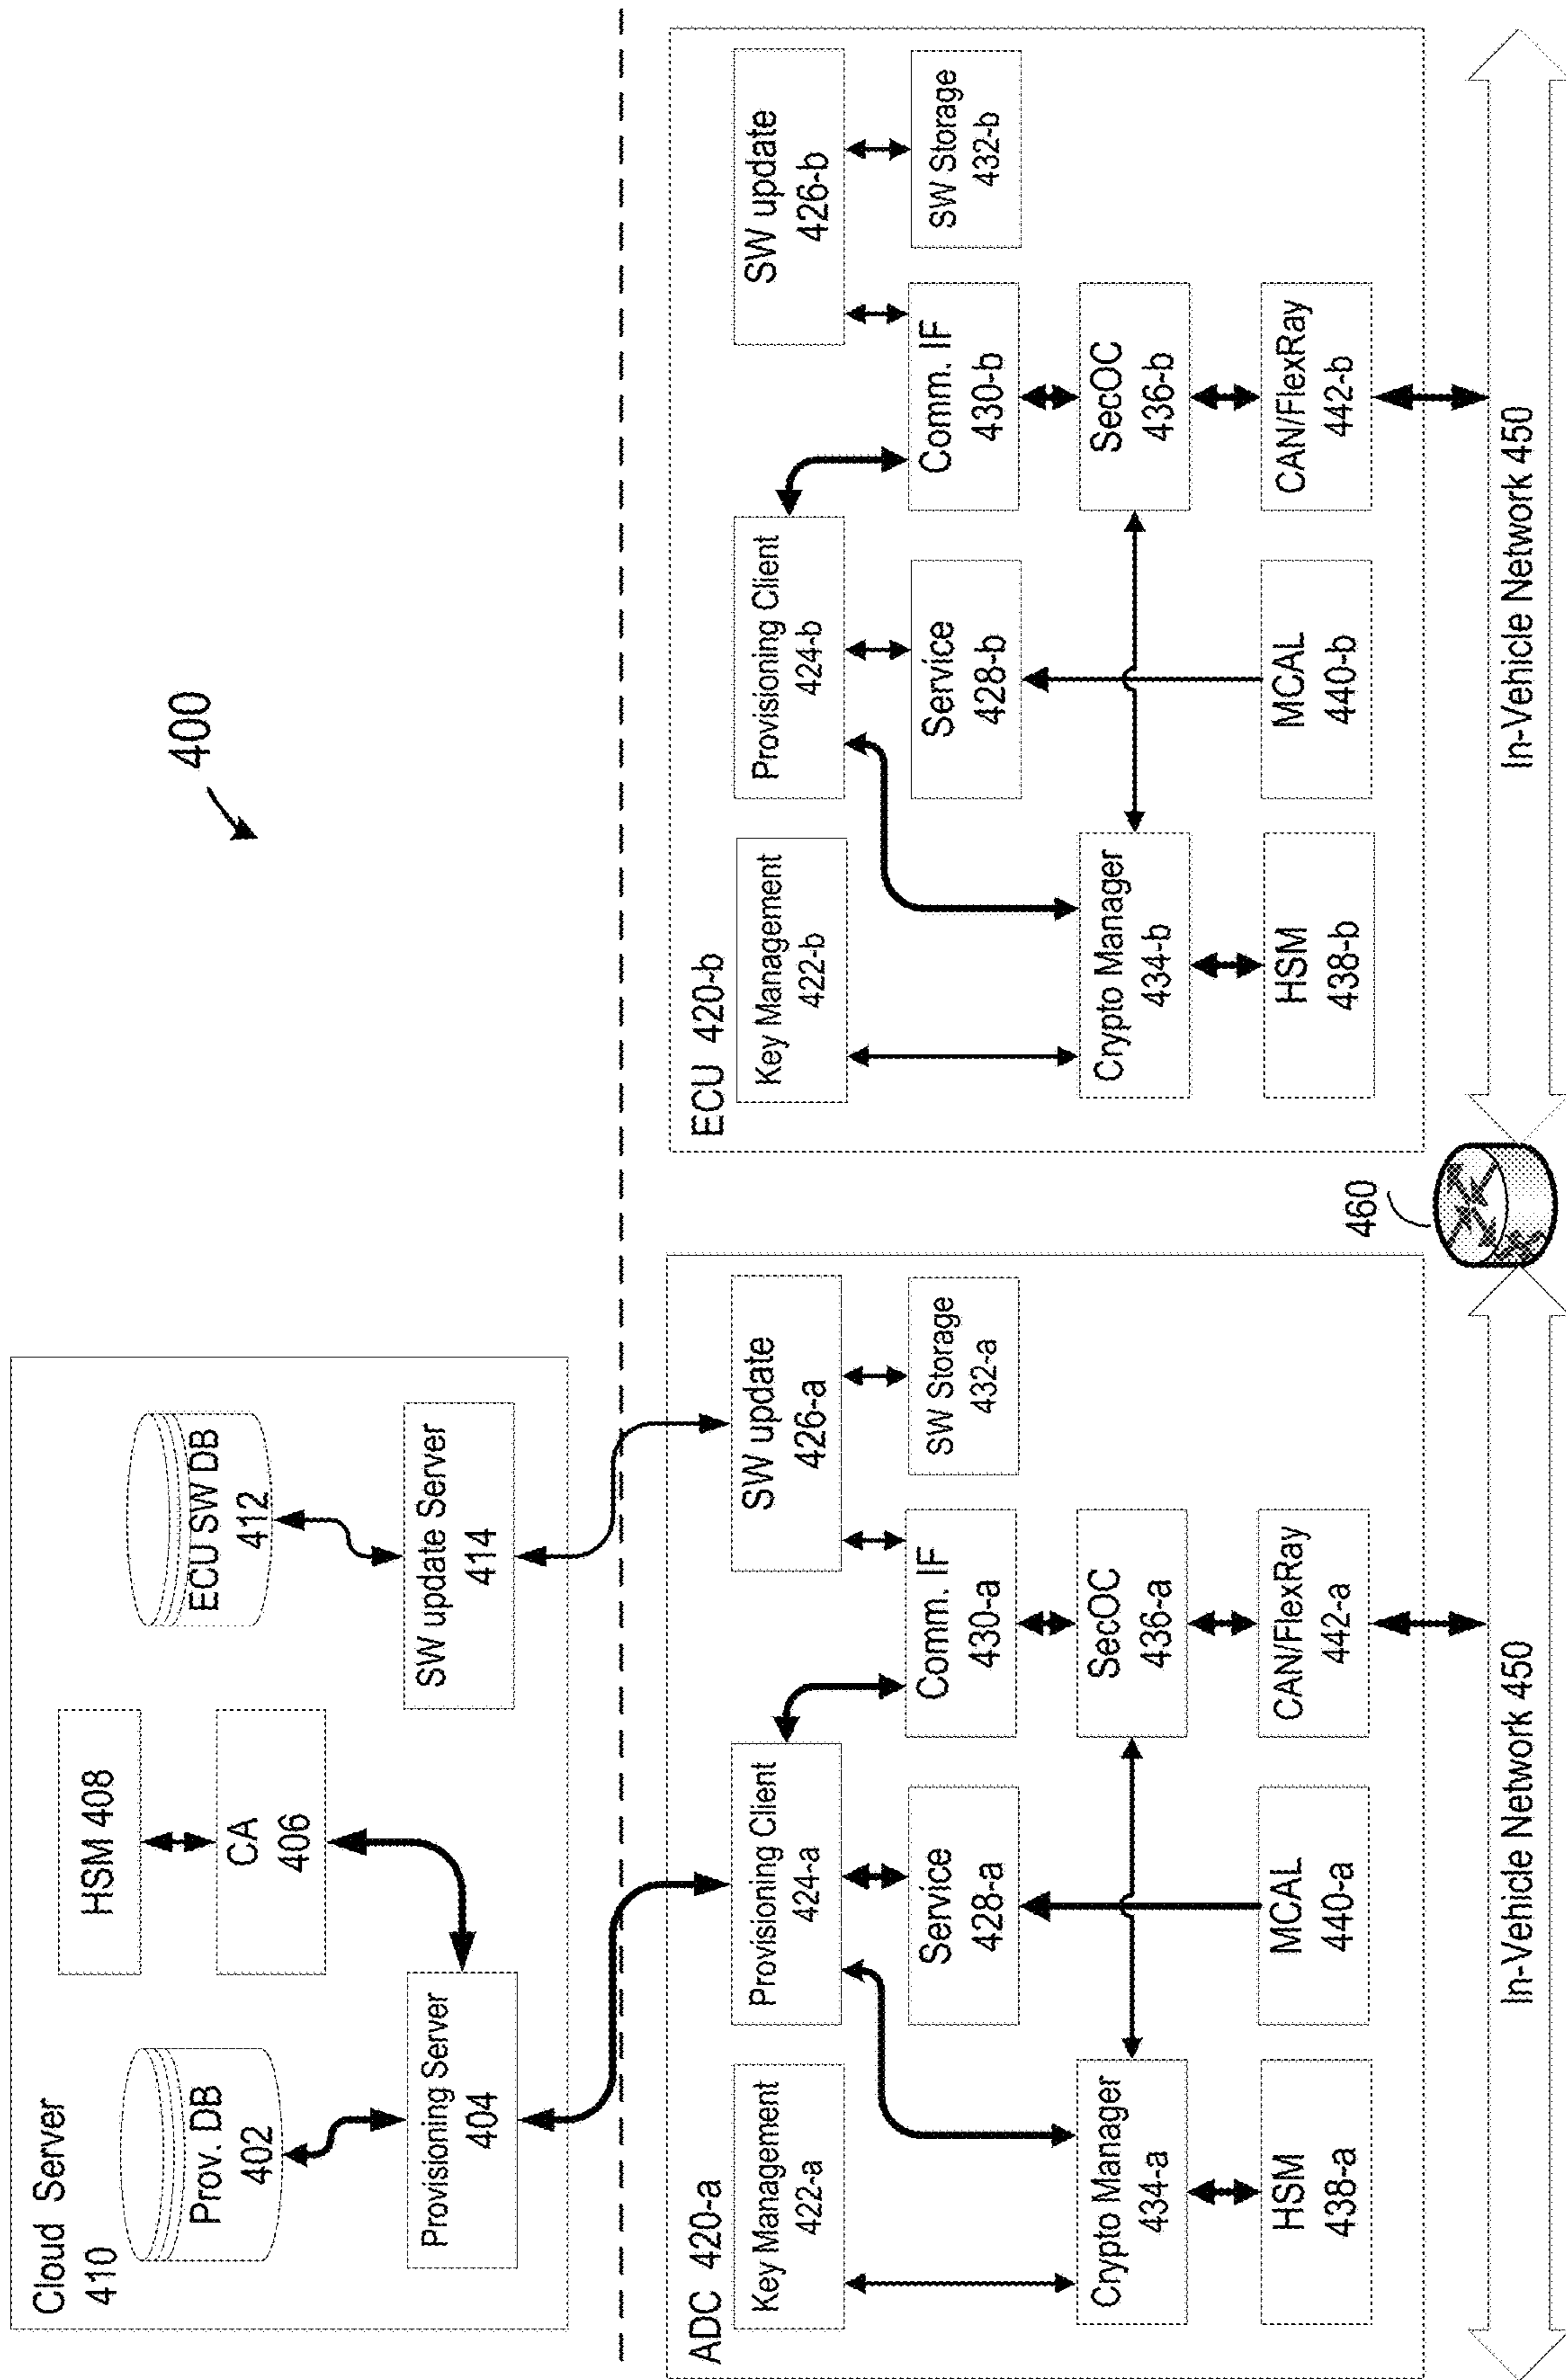 400
Cloud Server
410
Prov. DB
402
Provisioning Server
404
HSM 408
CA
406
ECU SW DB
412
SW update Server
414
ADC 420-a
Key Management
422-a
Provisioning Client
424-a
SW update
426-a
Service
428-a
Comm. IF
430-a
SW Storage
432-a
Crypto Manager
434-a
SecOC
436-a
HSM
438-a
MCAL
440-a
CAN/FlexRay
442-a
In-Vehicle Network 450
460
ECU 420-b
Key Management
422-b
Provisioning Client
424-b
SW update
426-b
Service
428-b
Comm. IF
430-b
SW Storage
432-b
Crypto Manager
434-b
SecOC
436-b
HSM
438-b
MCAL
440-b
CAN/FlexRay
442-b
In-Vehicle Network 450